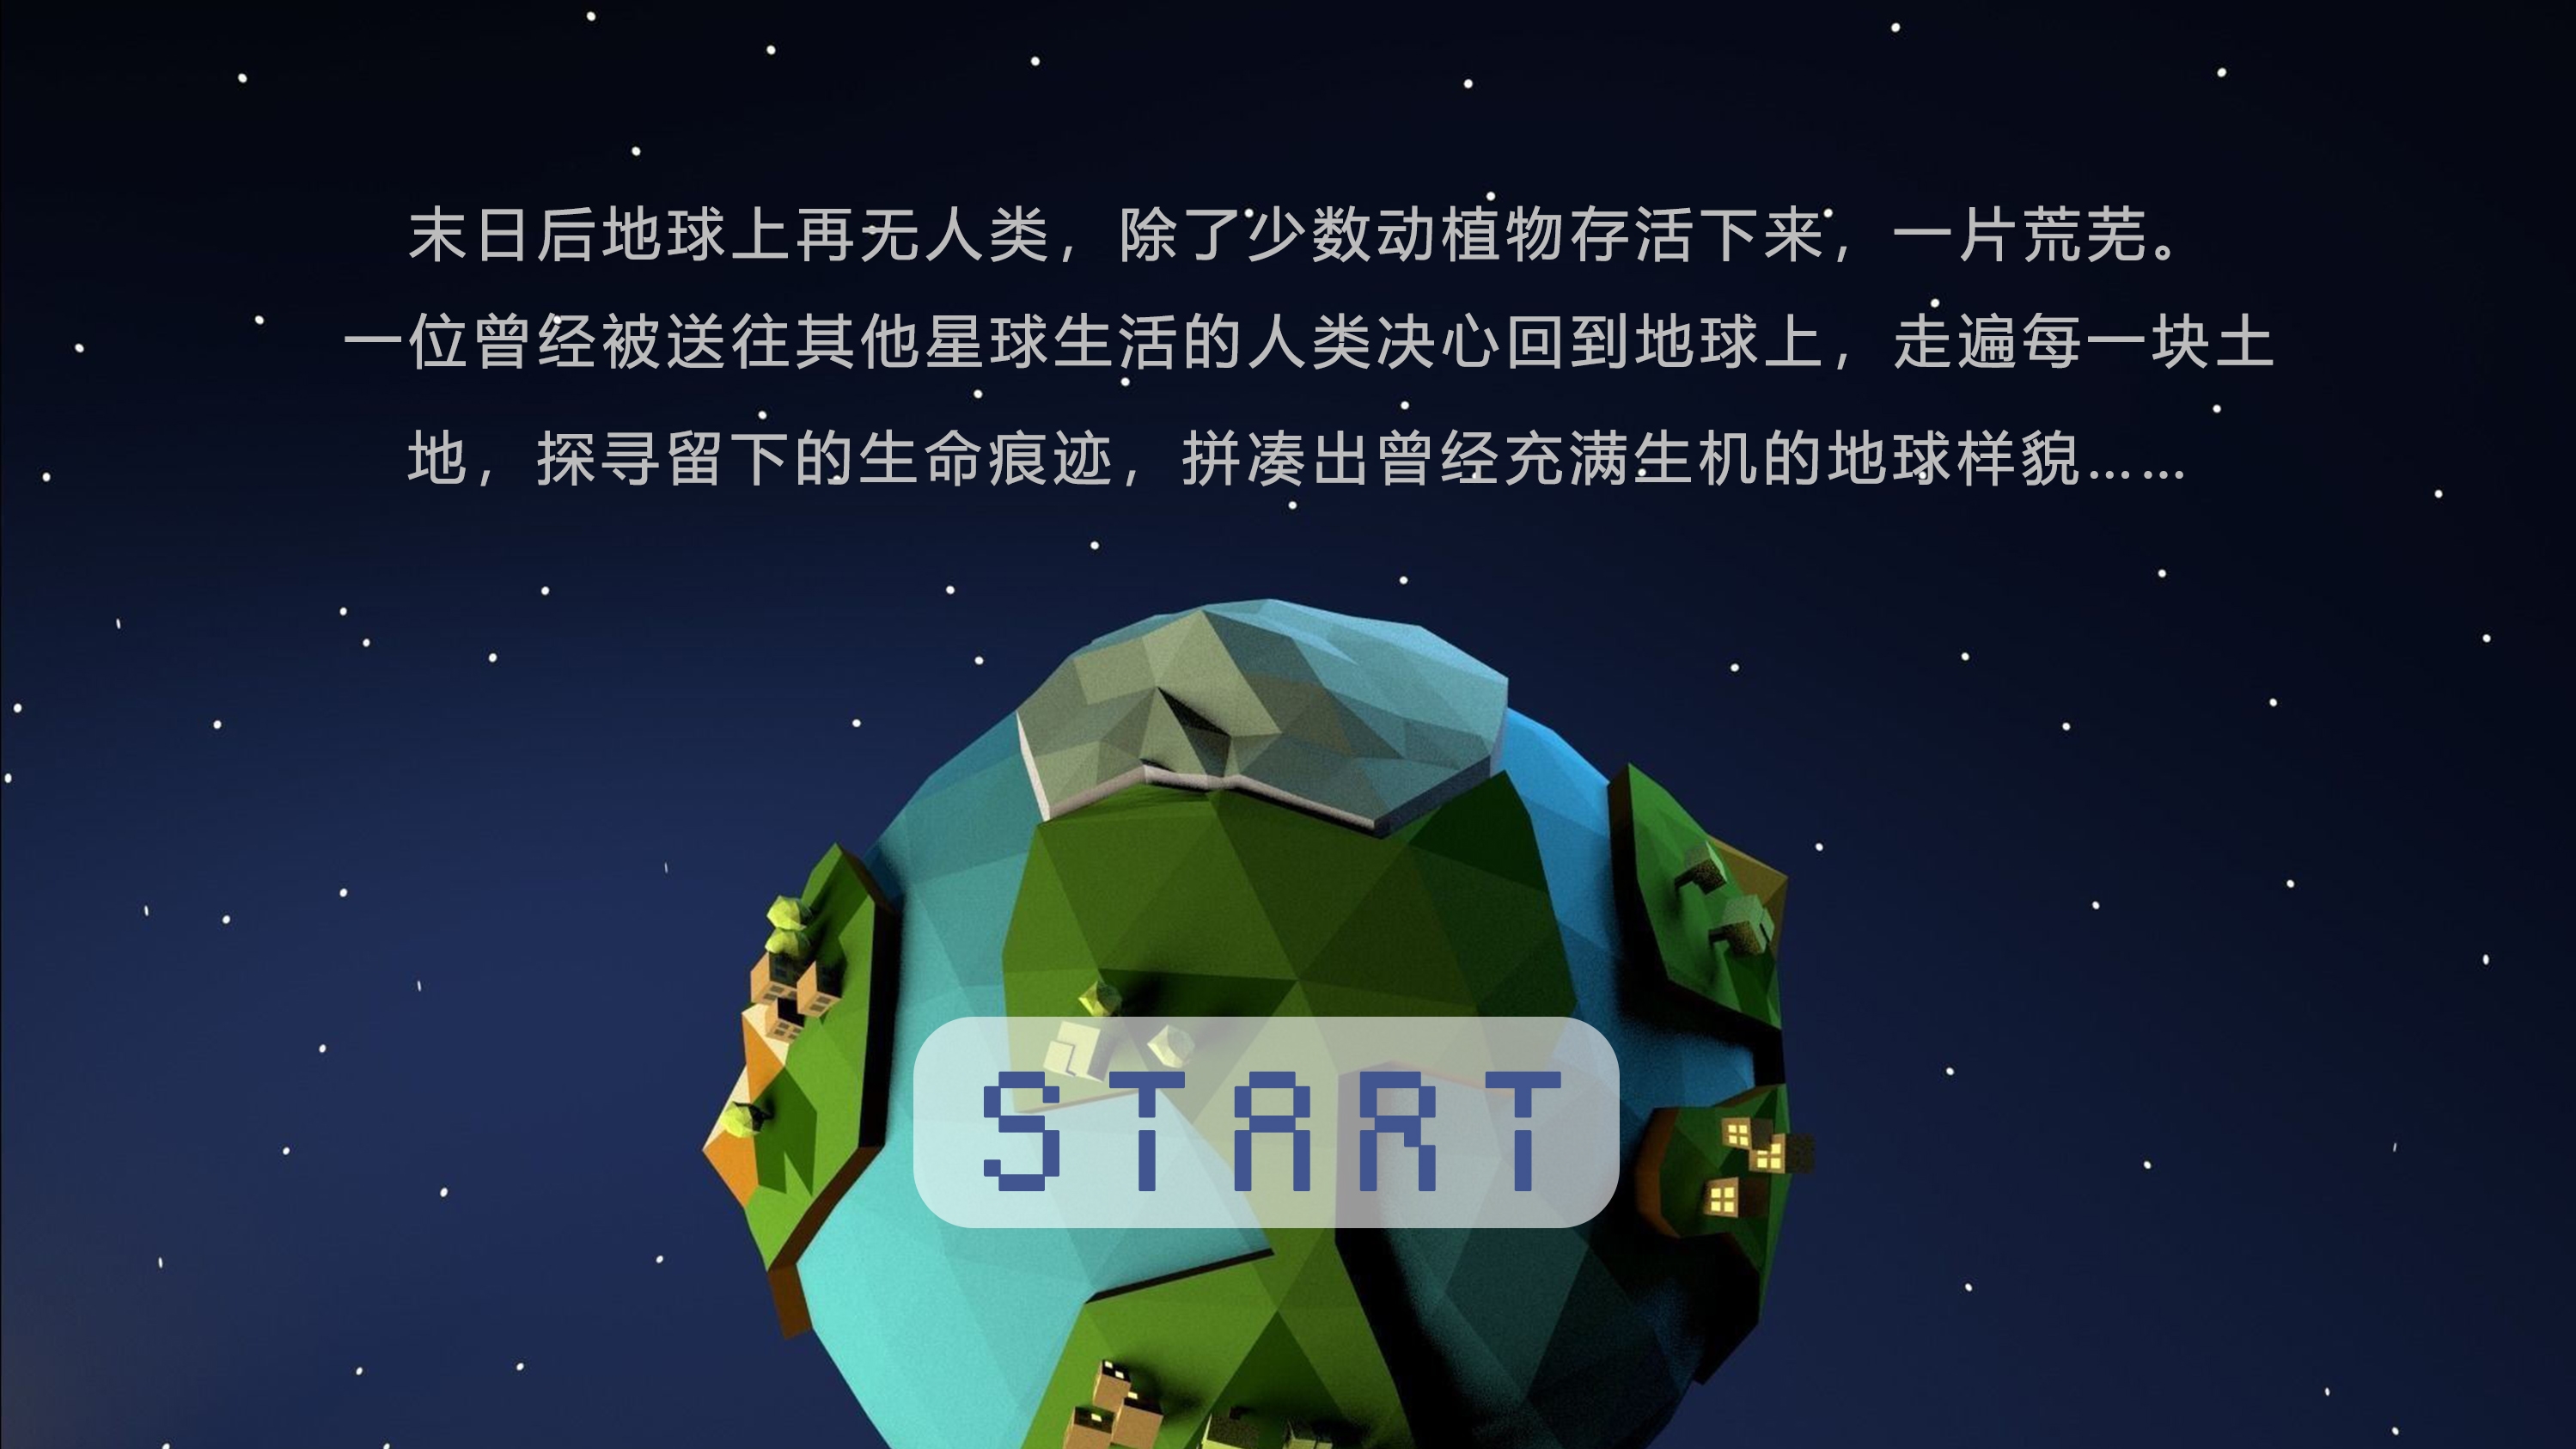 末日后地球上再无人类，除了少数动植物存活下来，一片荒芜。
一位曾经被送往其他星球生活的人类决心回到地球上，走遍每一块土
地，探寻留下的生命痕迹，拼凑出曾经充满生机的地球样貌……
START